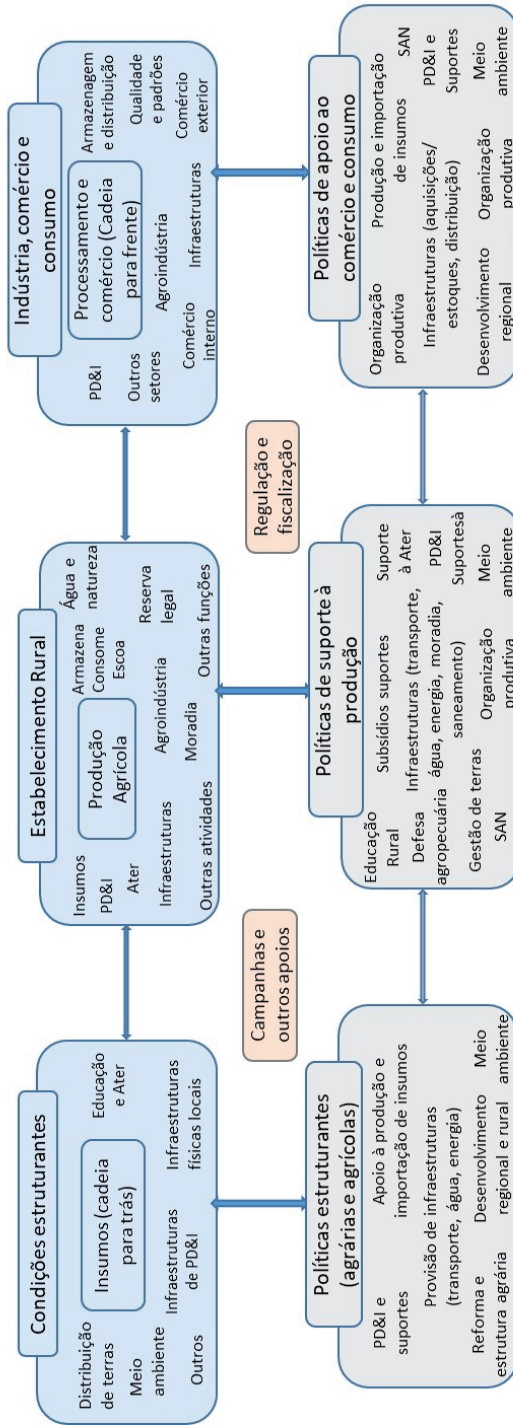 Condições estruturantes
Insumos (cadeia
para trás)
Distribuição
de terras
Meio
ambiente
Outros
Educação
e Ater
Infraestruturas
físicas locais
Infraestruturas
de PD&I
Estabelecimento Rural
Produção
Agrícola
Insumos
PD&I
Ater
Infraestruturas
Outras atividades
Armazena
Consome
Escoa
Água e
natureza
Reserva
legal
Agroindústria
Moradia
Outras funções
Indústria, comércio e
consumo
Processamento e
comércio (Cadeia
para frente)
PD&I
Outros
setores
Comércio
interno
Agroindústria
Infraestruturas
Armazenagem
e distribuição
Qualidade
e padrões
Comércio
exterior
Campanhas e
outros apoios
Regulação e
fiscalização
Políticas estruturantes
(agrárias e agrícolas)
PD&I e
suportes
Apoio à produção e
importação de insumos
Provisão de infraestruturas
(transporte, água, energia)
Reforma e
estrutura agrária
Desenvolvimento
regional e rural
Meio
ambiente
Políticas de suporte à
produção
Educação
Rural
Subsídios suportes
Suporte
à Ater
Defesa
agropecuária
Infraestruturas (transporte,
água, energia, moradia,
saneamento)
PD&I
Suportesà
Gestão de terras
SAN
Organização
produtiva
Meio
ambiente
Políticas de apoio ao
comércio e consumo
Organização
produtiva
Produção e importação
de insumos
SAN
Infraestruturas (aquisições/
estoques, distribuição)
PD&I e
Suportes
Desenvolvimento
regional
Organização
produtiva
Meio
ambiente